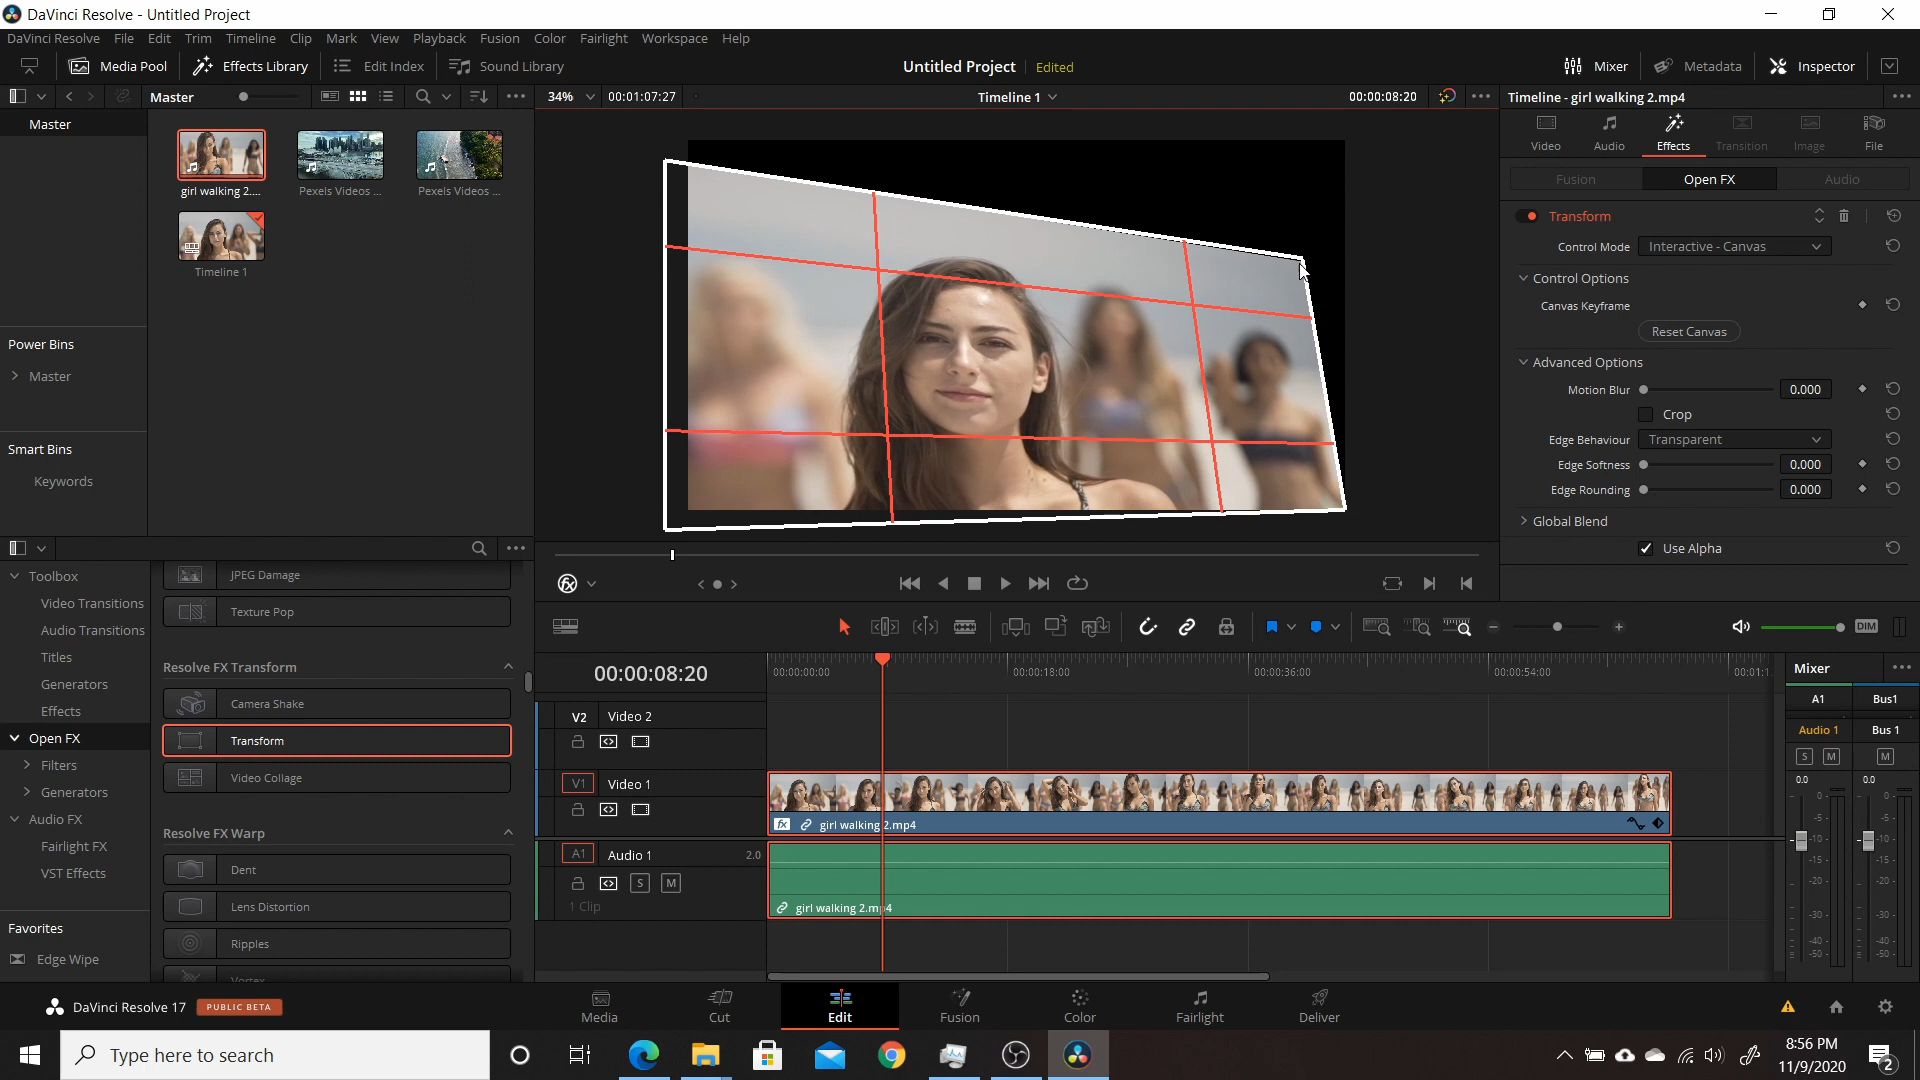 DaVinci Resolve - Untitled Project
DaVinci Resolve File Edit Trim Timeline Clip Mark View Playback Fusion Color Fairlight Workspace Help
Media Pool Effects Library Edit Index Sound Library Untitled Project Edited Mixer Metadata Inspector
Master 34% 00:01:07:27 Timeline 1 00:00:08:20 Timeline - girl walking 2.mp4
Master
Video Audio Effects Transition Image File
girl walking 2.... Pexels Videos ... Pexels Videos ...
Fusion Open FX Audio
Transform
Control Mode Interactive - Canvas
Timeline 1
Control Options
Canvas Keyframe
Reset Canvas
Power Bins
Master
Advanced Options
Motion Blur 0.000
Crop
Edge Behaviour Transparent
Smart Bins
Edge Softness 0.000
Keywords
Edge Rounding 0.000
Global Blend
Use Alpha
Toolbox
Video Transitions
Audio Transitions
Titles
Generators
Effects
Open FX
Filters
Generators
Audio FX
Fairlight FX
VST Effects
Favorites
Edge Wipe
JPEG Damage
Texture Pop
Resolve FX Transform
Camera Shake
Transform
Video Collage
Resolve FX Warp
Dent
Lens Distortion
Ripples
Vortex
DIM
00:00:08:20 00:00:00:00 00:00:18:00 00:00:36:00 00:00:54:00 00:01:1
V2 Video 2
V1 Video 1
fx girl walking 2.mp4
A1 Audio 1 2.0
S M
1 Clip
girl walking 2.mp4
Mixer
A1 Bus1
Audio 1 Bus 1
S M M
0.0 0.0
0 0
-5 -5
-10 -10
-15 -15
-20 -20
-30 -30
-40 -40
-50 -50
DaVinci Resolve 17 PUBLIC BETA
Media Cut Edit Fusion Color Fairlight Deliver
Type here to search
8:56 PM
11/9/2020
2